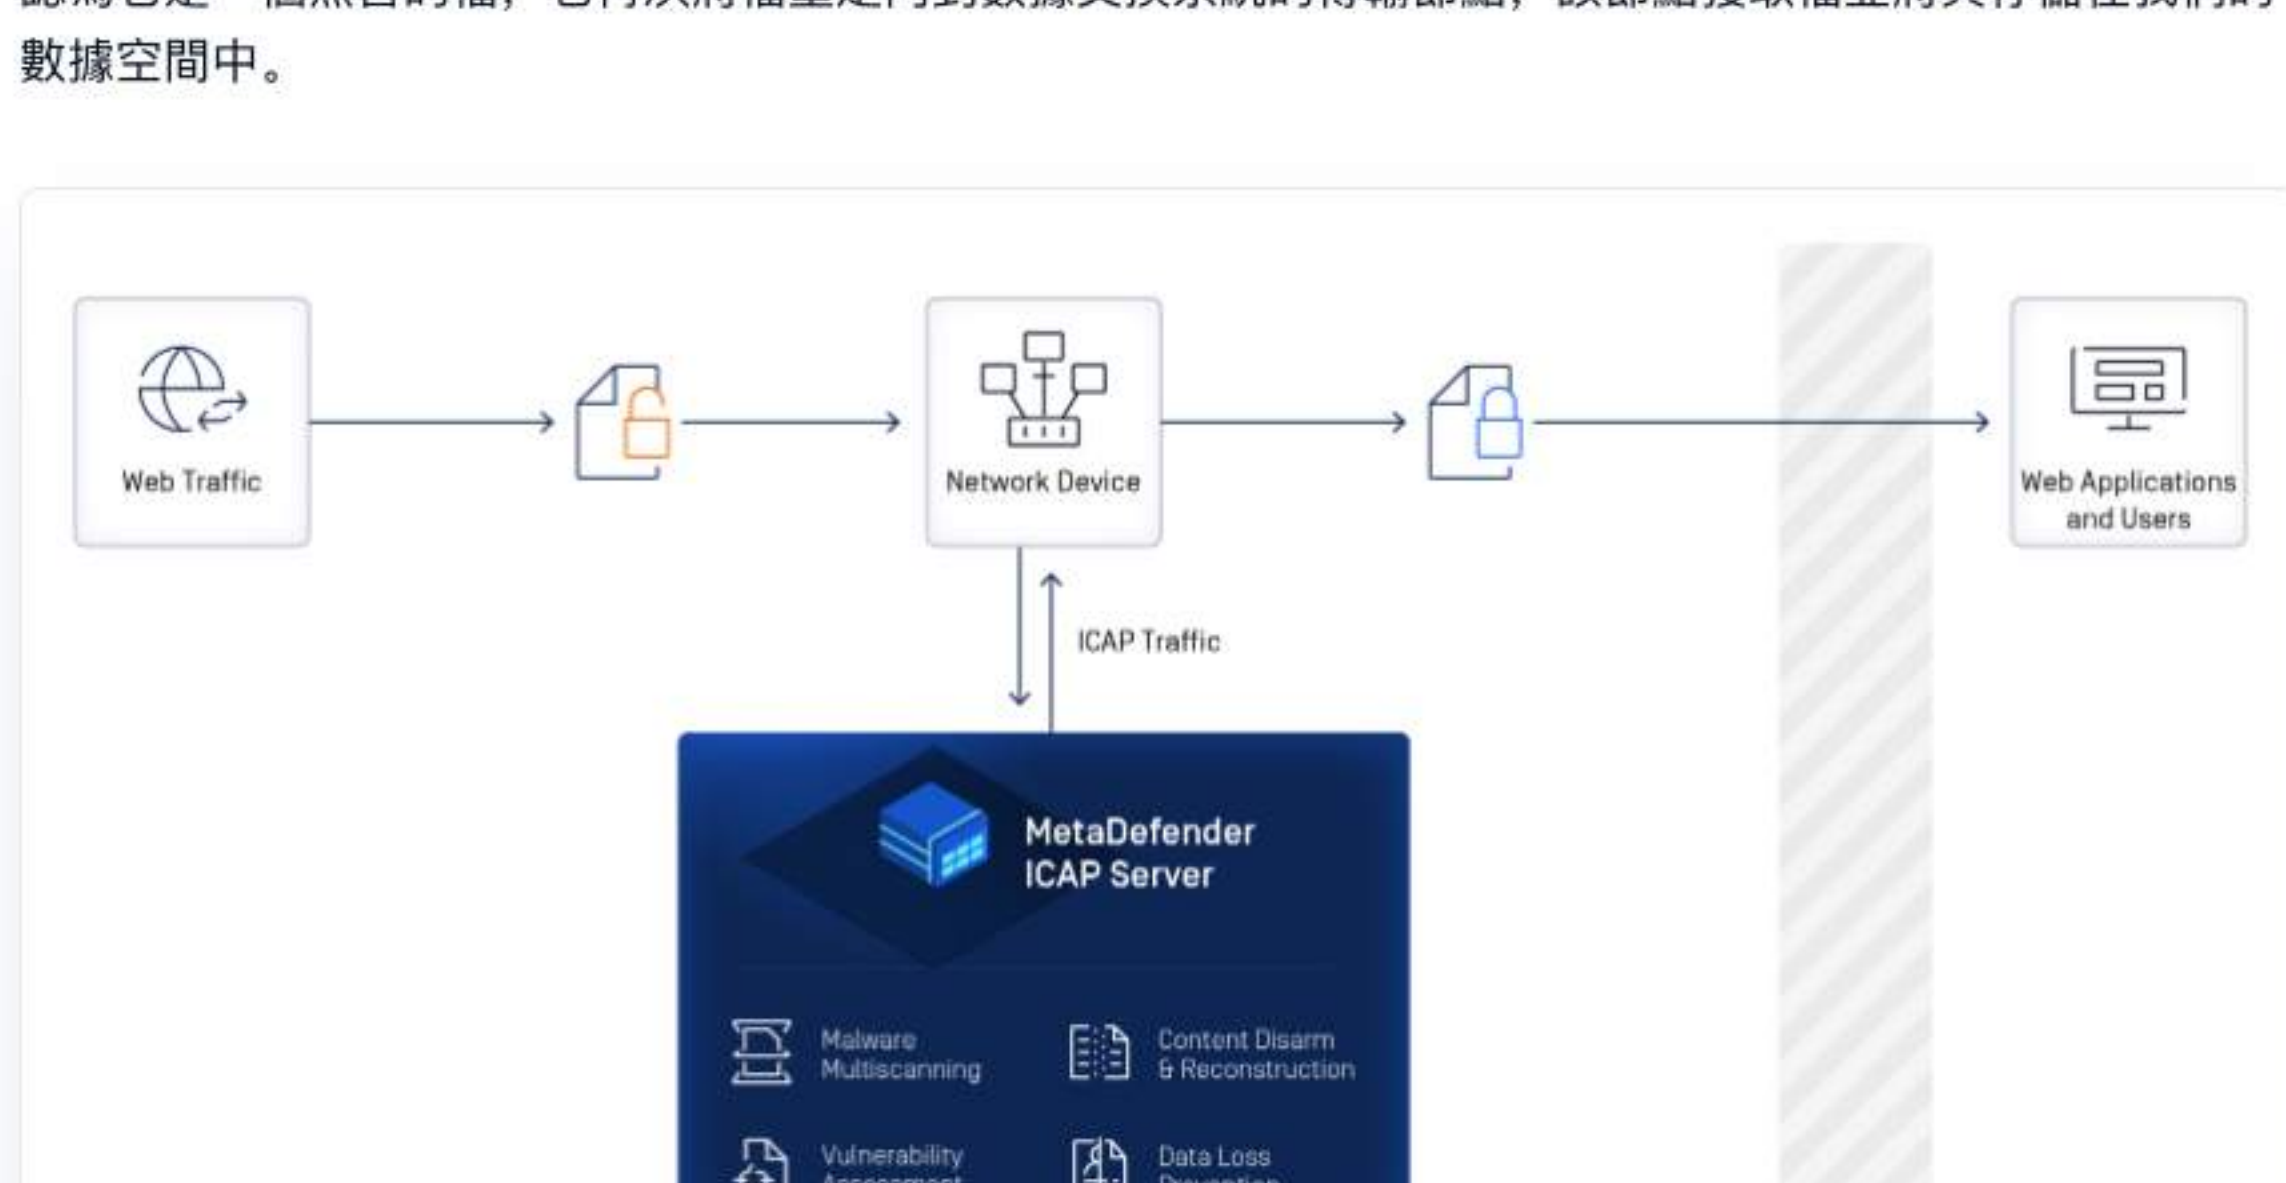 數據空間中。
Web Traffic
Network Device
Web Applications
and Users
ICAP Traffic
MetaDefender
ICAP Server
Malware
Multiscanning
Content Disarm
& Reconstruction
Vulnerability
Data Loss